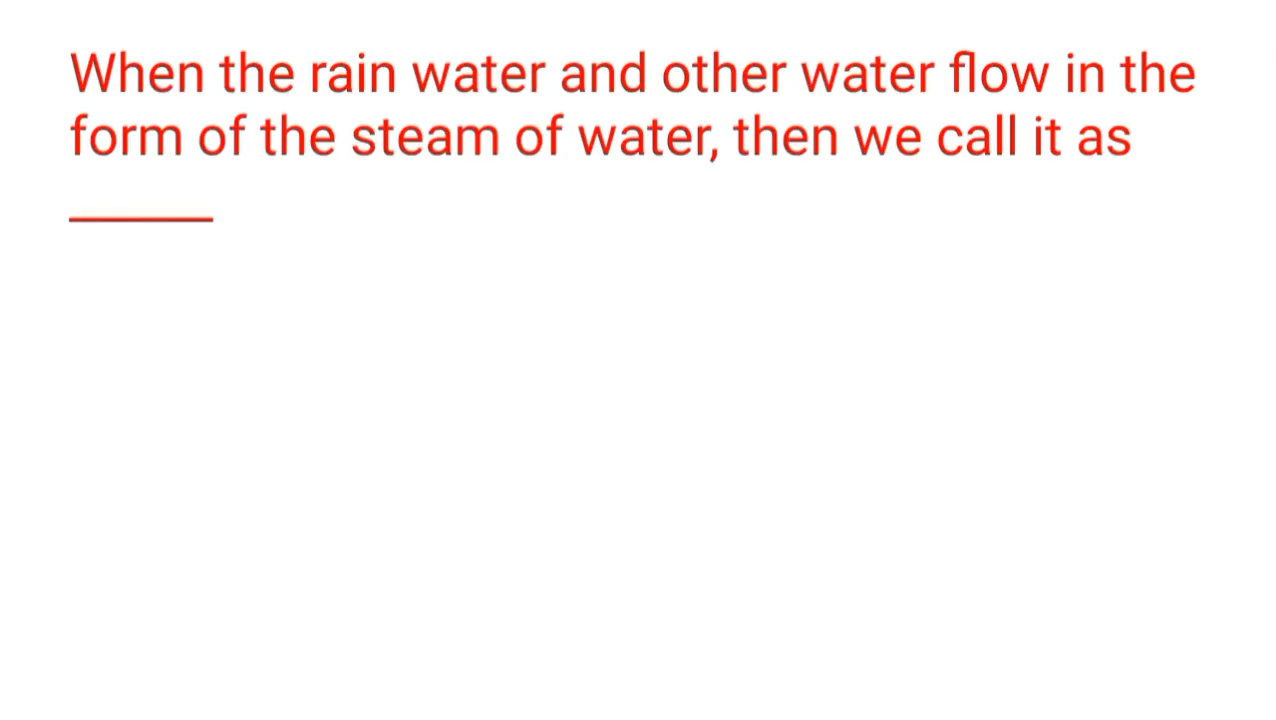 When the rain water and other water flow in the
form of the steam of water, then we call it as
______